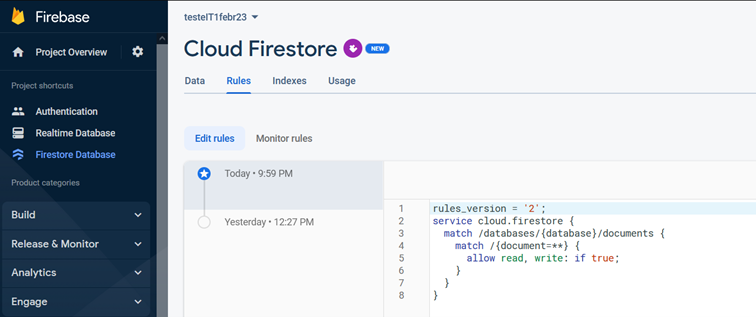 Firebase
Project Overview
Project shortcuts
Authentication
Realtime Database
Firestore Database
Product categories
Build
Release & Monitor
Analytics
Engage
testeIT1febr23
Cloud Firestore NEW
Data Rules Indexes Usage
Edit rules Monitor rules
Today • 9:59 PM
Yesterday • 12:27 PM
1 rules_version = '2';
2 service cloud.firestore {
3 match /databases/{database}/documents {
4 match /{document=**} {
5 allow read, write: if true;
6 }
7 }
8 }